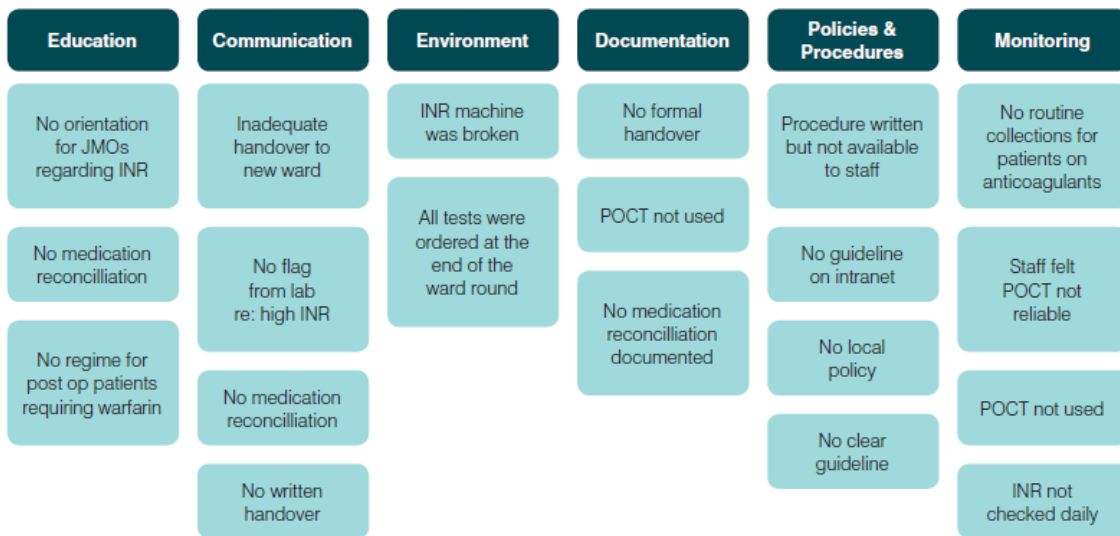 Education
No orientation
for JMOs
regarding INR
No medication
reconcilliation
No regime for
post op patients
requiring warfarin
Communication
Inadequate
handover to
new ward
No flag
from lab
re: high INR
No medication
reconcilliation
No written
handover
Environment
INR machine
was broken
All tests were
ordered at the
end of the
ward round
Documentation
No formal
handover
POCT not used
No medication
reconcilliation
documented
Policies &
Procedures
Procedure written
but not available
to staff
No guideline
on intranet
No local
policy
No clear
guideline
Monitoring
No routine
collections for
patients on
anticoagulants
Staff felt
POCT not
reliable
POCT not used
INR not
checked daily